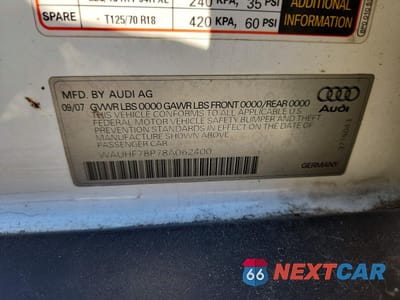 240 KPA, 35 PSI
SPARE T125/70 R18 420 KPA, 60 PSI
ADDITIONAL
INFORMATION
MFD. BY AUDI AG
09/07 GVWR LBS 0000 GAWR LBS FRONT 0000/REAR 0000
THIS VEHICLE CONFORMS TO ALL APPLICABLE US
FEDERAL MOTOR VEHICLE SAFETY BUMPER, AND THEFT
PREVENTION STANDARDS IN EFFECT ON THE DATE OF
MANUFACTURE SHOWN ABOVE
PASSENGER CAR
WAUHF78P78A062400
GERMANY
Audi
66 NEXTCAR